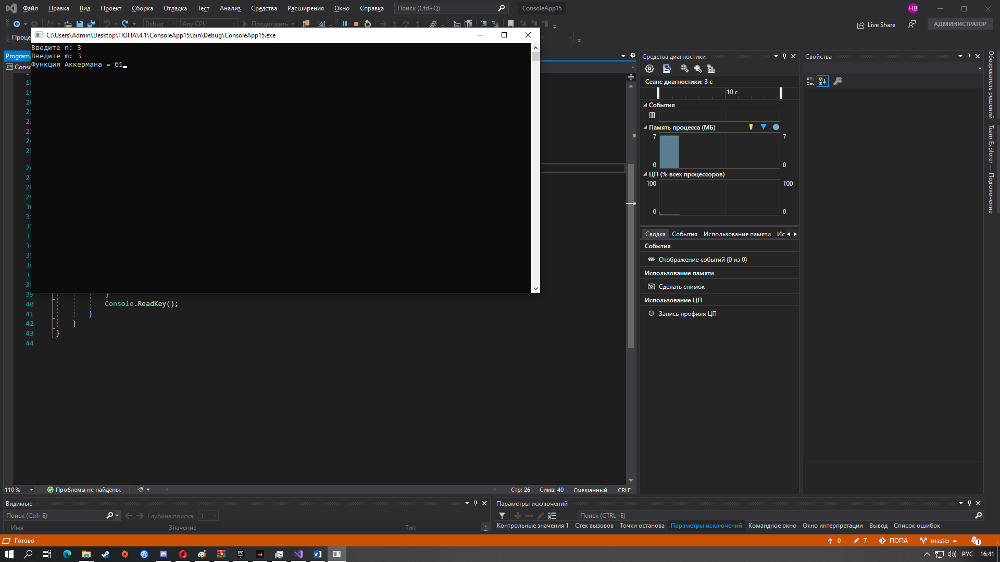 Файл Правка Вид Проект Сборка Отладка Тест Анализ Средства Расширения Окно Справка Поиск (Ctrl+Q) ConsoleApp15 НВ
Debug Any CPU Продолжить Live Share АДМИНИСТРАТОР
C:\Users\Admin\Desktop\ПОПА\4.1\ConsoleApp15\bin\Debug\ConsoleApp15.exe
Введите n: 3
Введите m: 3
Функция Аккермана = 61
39 }
40 Console.ReadKey();
41 }
42 }
43 }
44
110 % Проблемы не найдены. Стр: 26 Симв: 40 Смешанный CRLF
Средства диагностики
Сеанс диагностики: 3 с
10 с
События
Память процесса (МБ)
7 7
0 0
ЦП (% всех процессоров)
100 100
0 0
Сводка События Использование памяти Ис
События
Отображение событий (0 из 0)
Использование памяти
Сделать снимок
Использование ЦП
Запись профиля ЦП
Свойства
Обозреватель решений
Team Explorer — Подключение
Видимые
Поиск (Ctrl+E) Глубина поиска: 3
Имя Значение Тип
Параметры исключений
Поиск (CTRL+E)
Контрольные значения 1 Стек вызовов Точки останова Параметры исключений Командное окно Окно интерпретации Вывод Список ошибок
Готово 0 7 ПОПА master 1
РУС 16:41